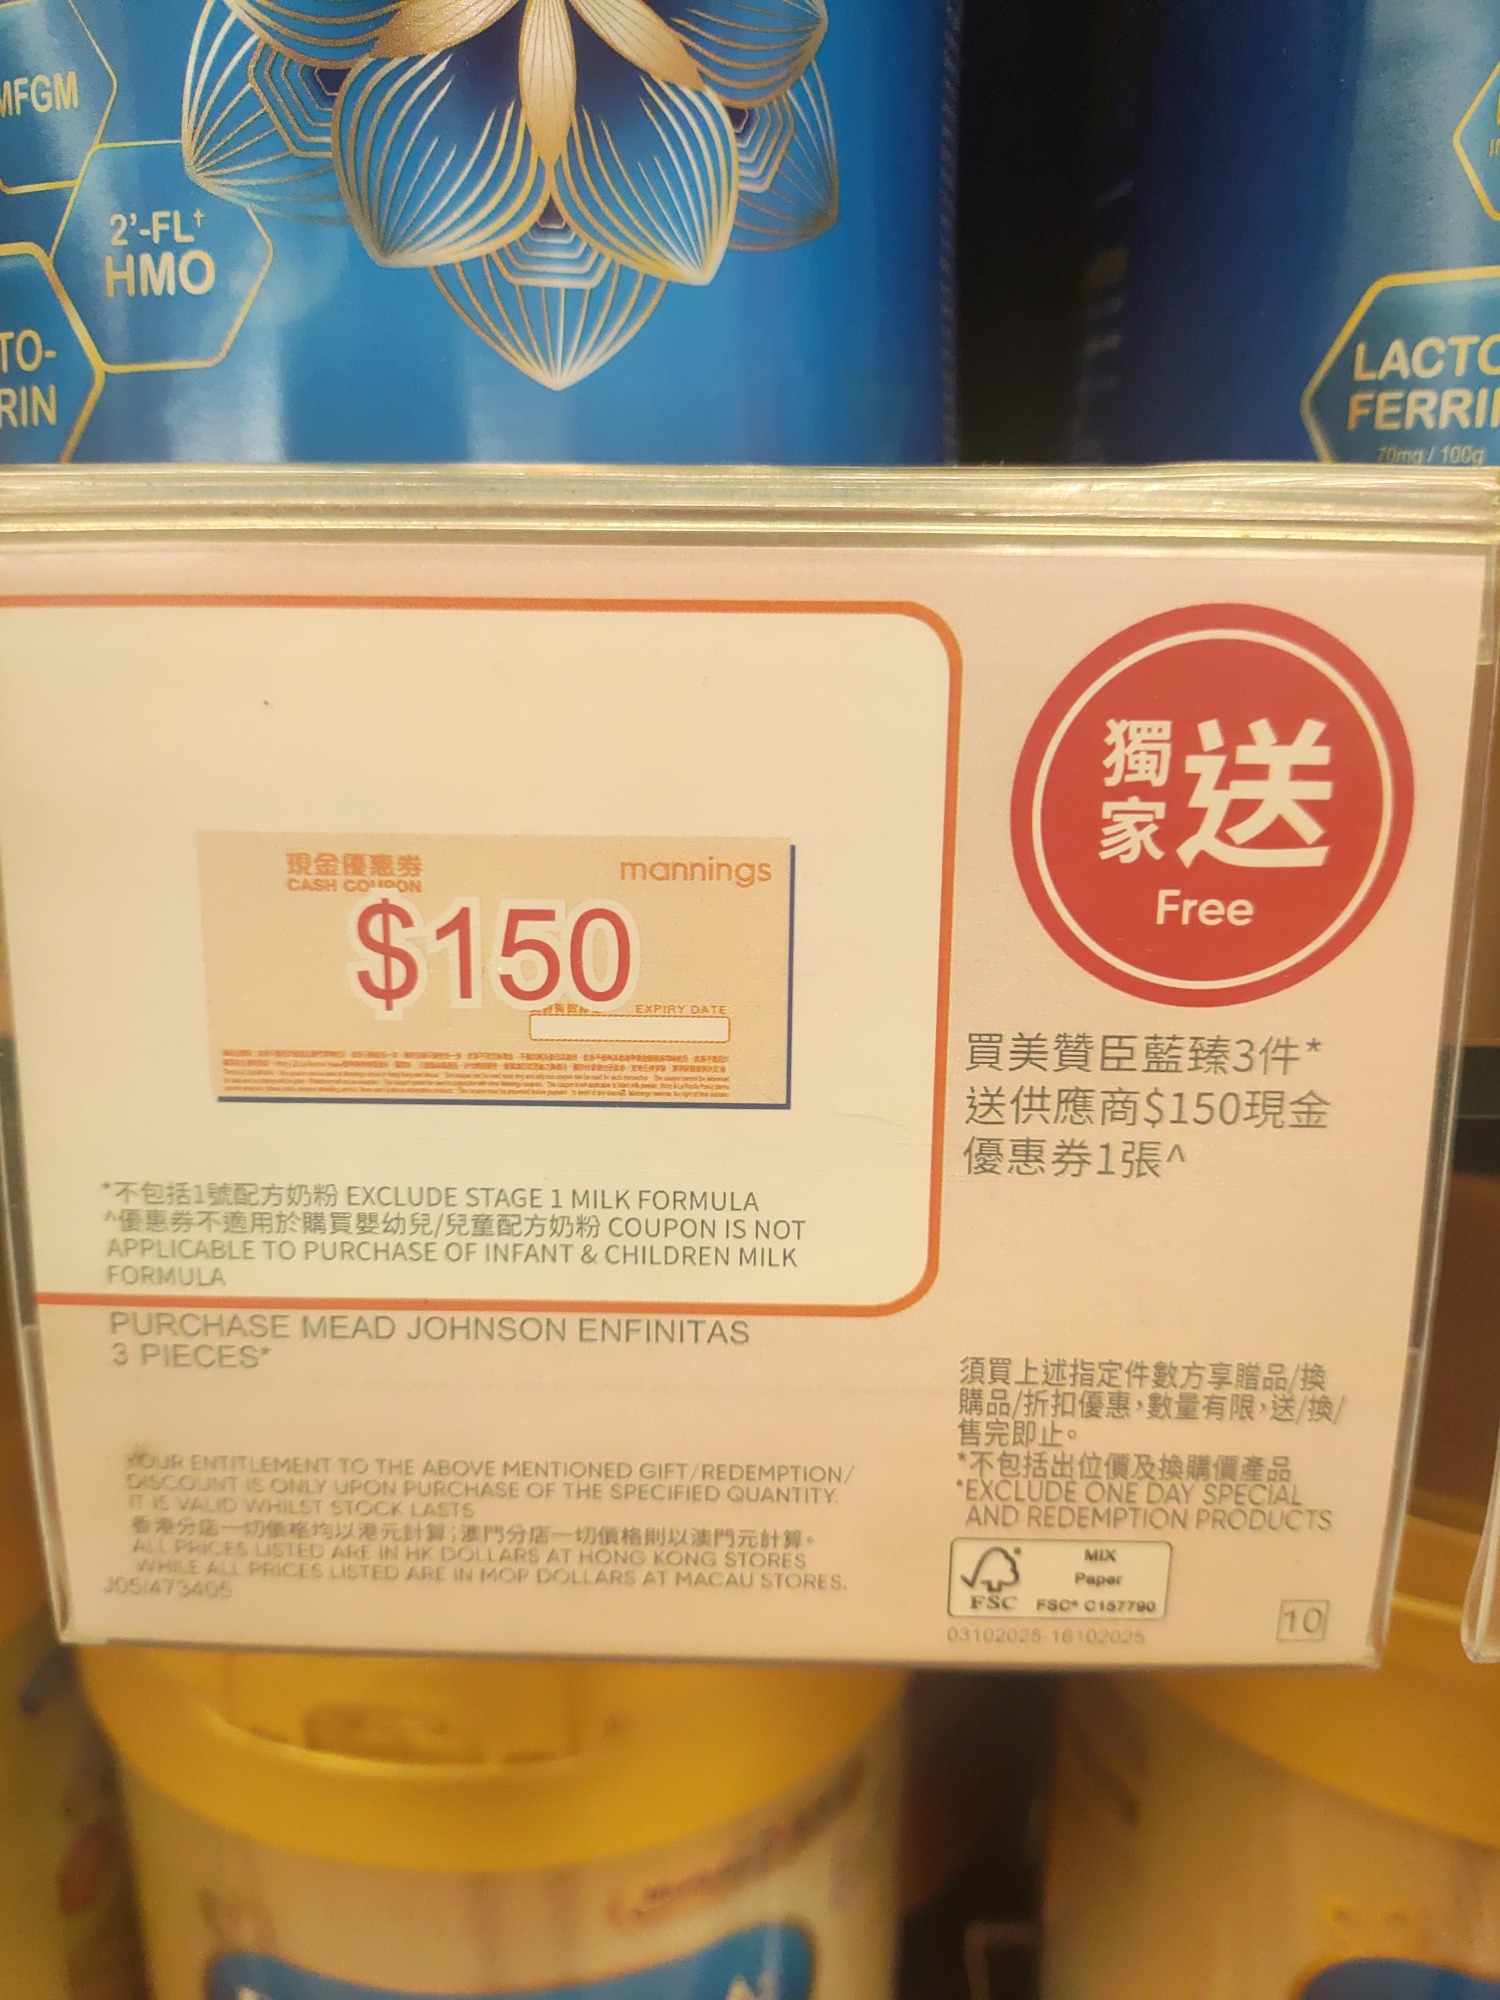 MFGM
2'-FL†
HMO
TO-
RIN
LACTO
FERRI
70mg / 100g
獨家送
Free
現金優惠券
CASH COUPON
mannings
$150
EXPIRY DATE
買美贊臣藍臻3件*
送供應商$150現金
優惠券1張^
*不包括1號配方奶粉 EXCLUDE STAGE 1 MILK FORMULA
^優惠券不適用於購買嬰幼兒/兒童配方奶粉 COUPON IS NOT
APPLICABLE TO PURCHASE OF INFANT & CHILDREN MILK
FORMULA
PURCHASE MEAD JOHNSON ENFINITAS
3 PIECES*
須買上述指定件數方享贈品/換
購品/折扣優惠,數量有限,送/換/
售完即止。
*不包括出位價及換購價產品
*EXCLUDE ONE DAY SPECIAL
AND REDEMPTION PRODUCTS
YOUR ENTITLEMENT TO THE ABOVE MENTIONED GIFT/REDEMPTION/
DISCOUNT IS ONLY UPON PURCHASE OF THE SPECIFIED QUANTITY.
IT IS VALID WHILST STOCK LASTS
香港分店一切價格均以港元計算;澳門分店一切價格則以澳門元計算。
ALL PRICES LISTED ARE IN HK DOLLARS AT HONG KONG STORES
WHILE ALL PRICES LISTED ARE IN MOP DOLLARS AT MACAU STORES.
J05/473405
MIX
Paper
FSC
FSC® C157790
03102025-16102025
10